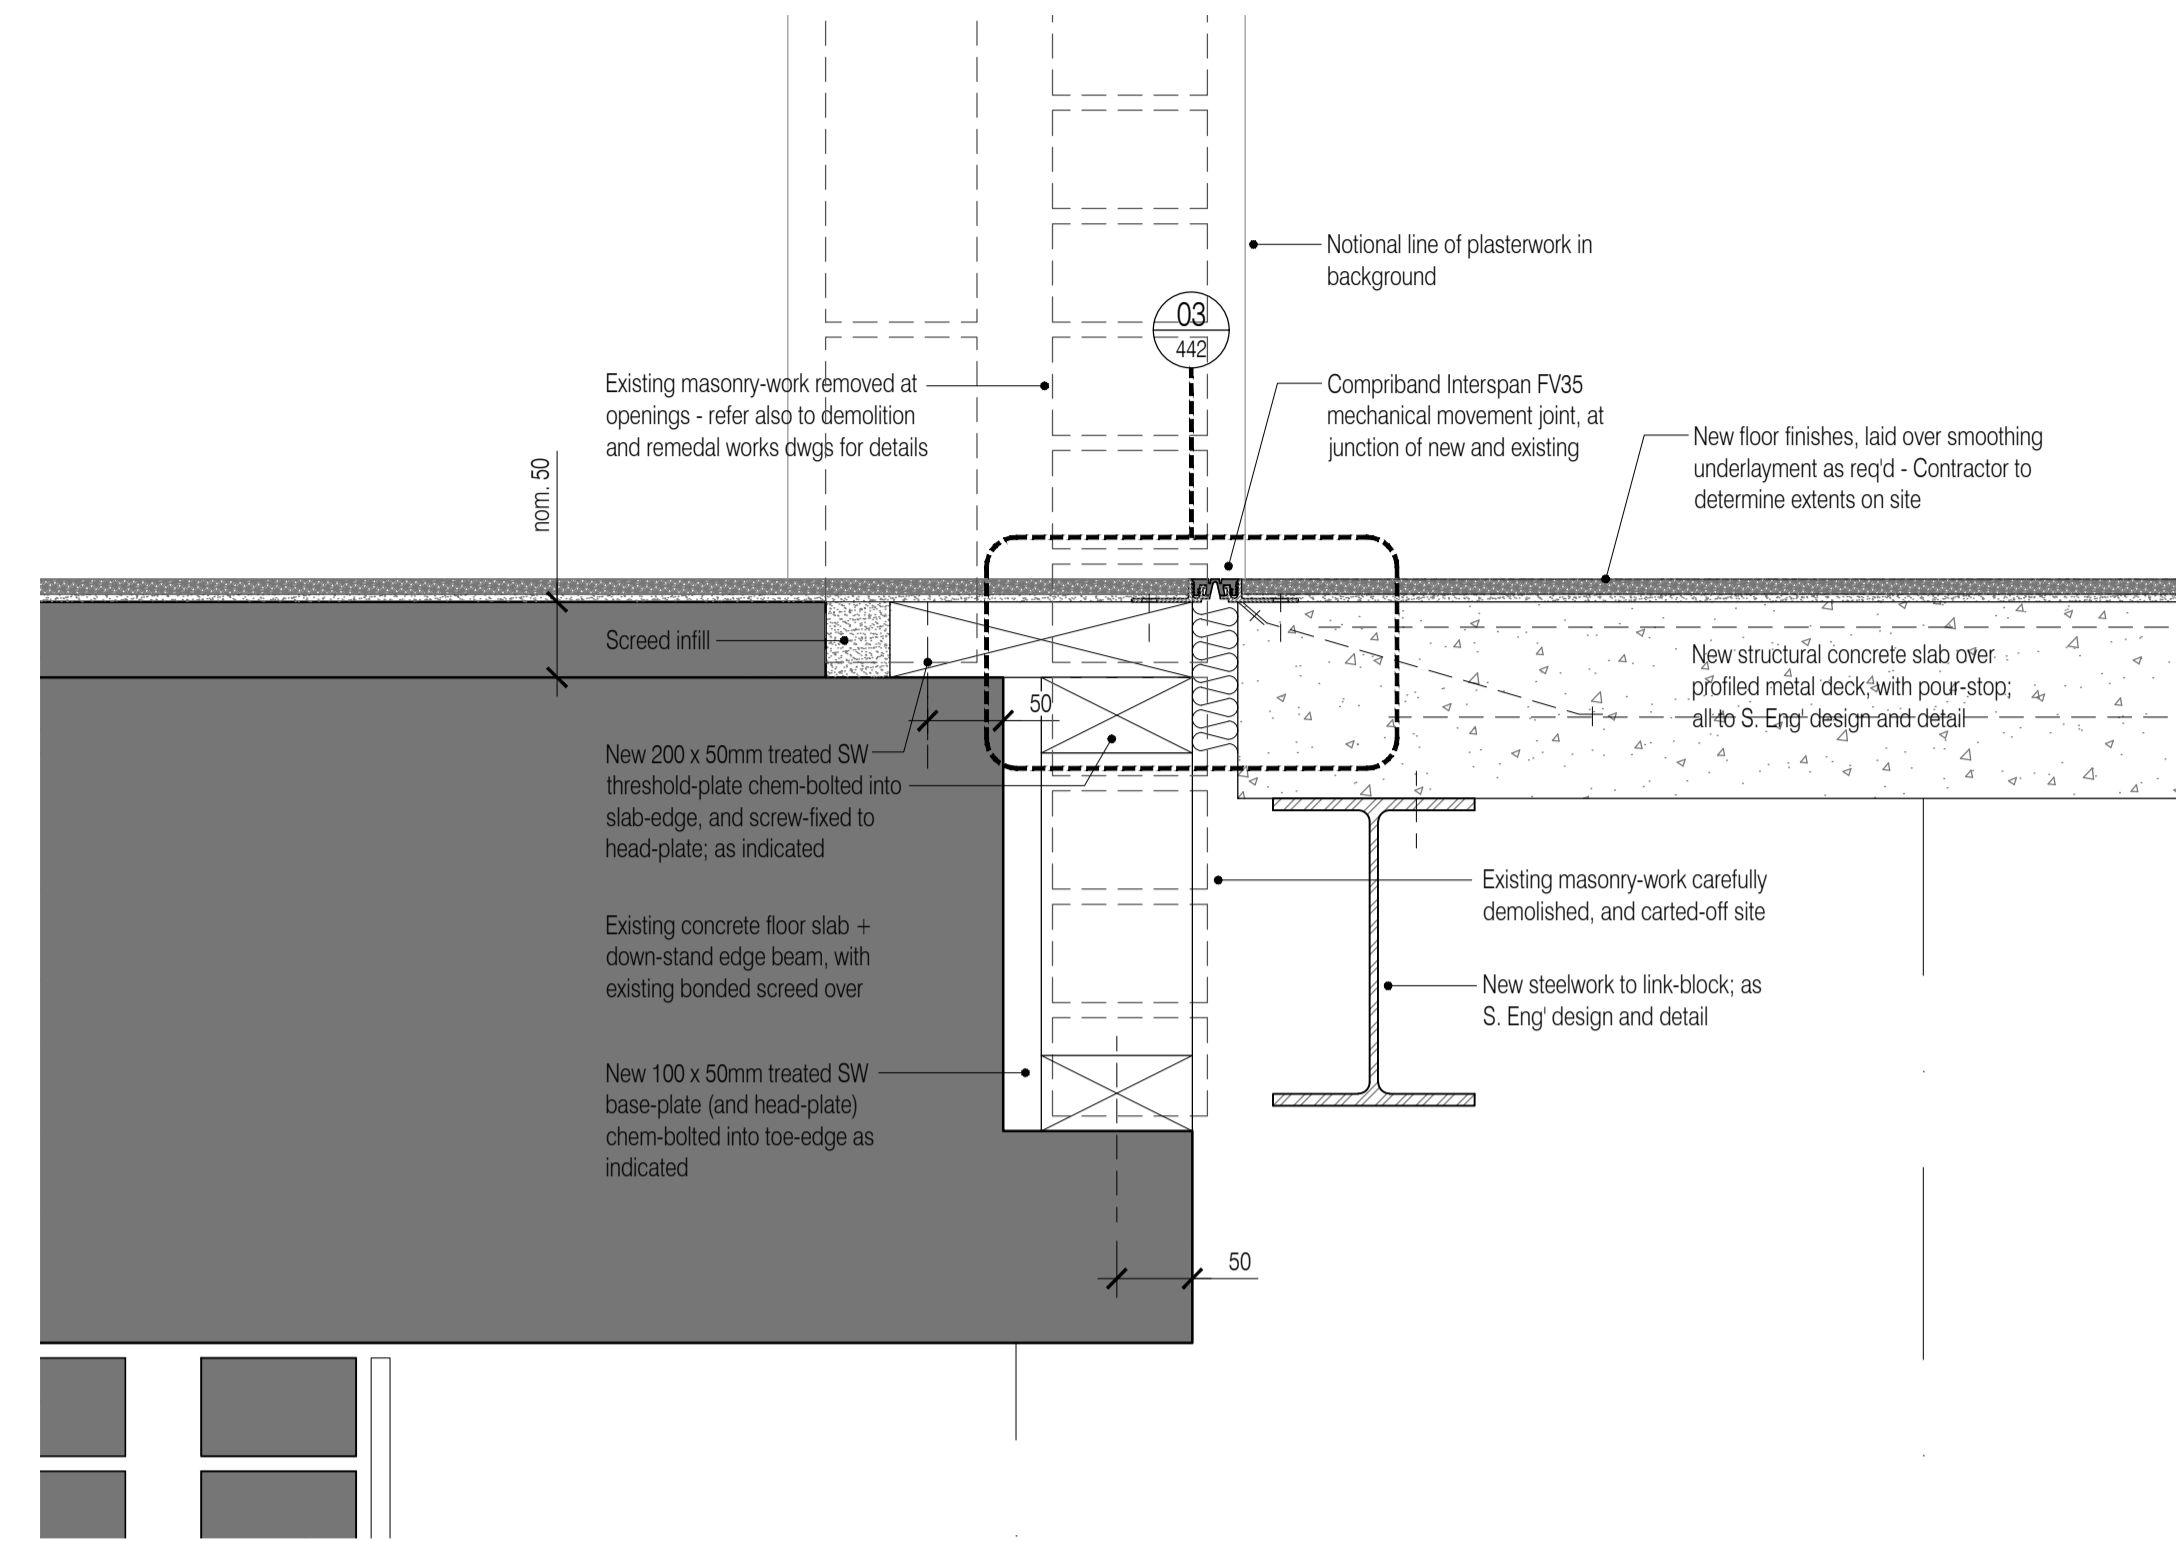 Notional line of plasterwork in
background
03
442
Existing masonry-work removed at
openings - refer also to demolition
and remedal works dwgs for details
Compriband Interspan FV35
mechanical movement joint, at
junction of new and existing
New floor finishes, laid over smoothing
underlayment as req'd - Contractor to
determine extents on site
nom. 50
Screed infill
New structural concrete slab over
profiled metal deck, with pour-stop;
all to S. Eng' design and detail
50
New 200 x 50mm treated SW
threshold-plate chem-bolted into
slab-edge, and screw-fixed to
head-plate; as indicated
Existing masonry-work carefully
demolished, and carted-off site
Existing concrete floor slab +
down-stand edge beam, with
existing bonded screed over
New steelwork to link-block; as
S. Eng' design and detail
New 100 x 50mm treated SW
base-plate (and head-plate)
chem-bolted into toe-edge as
indicated
50